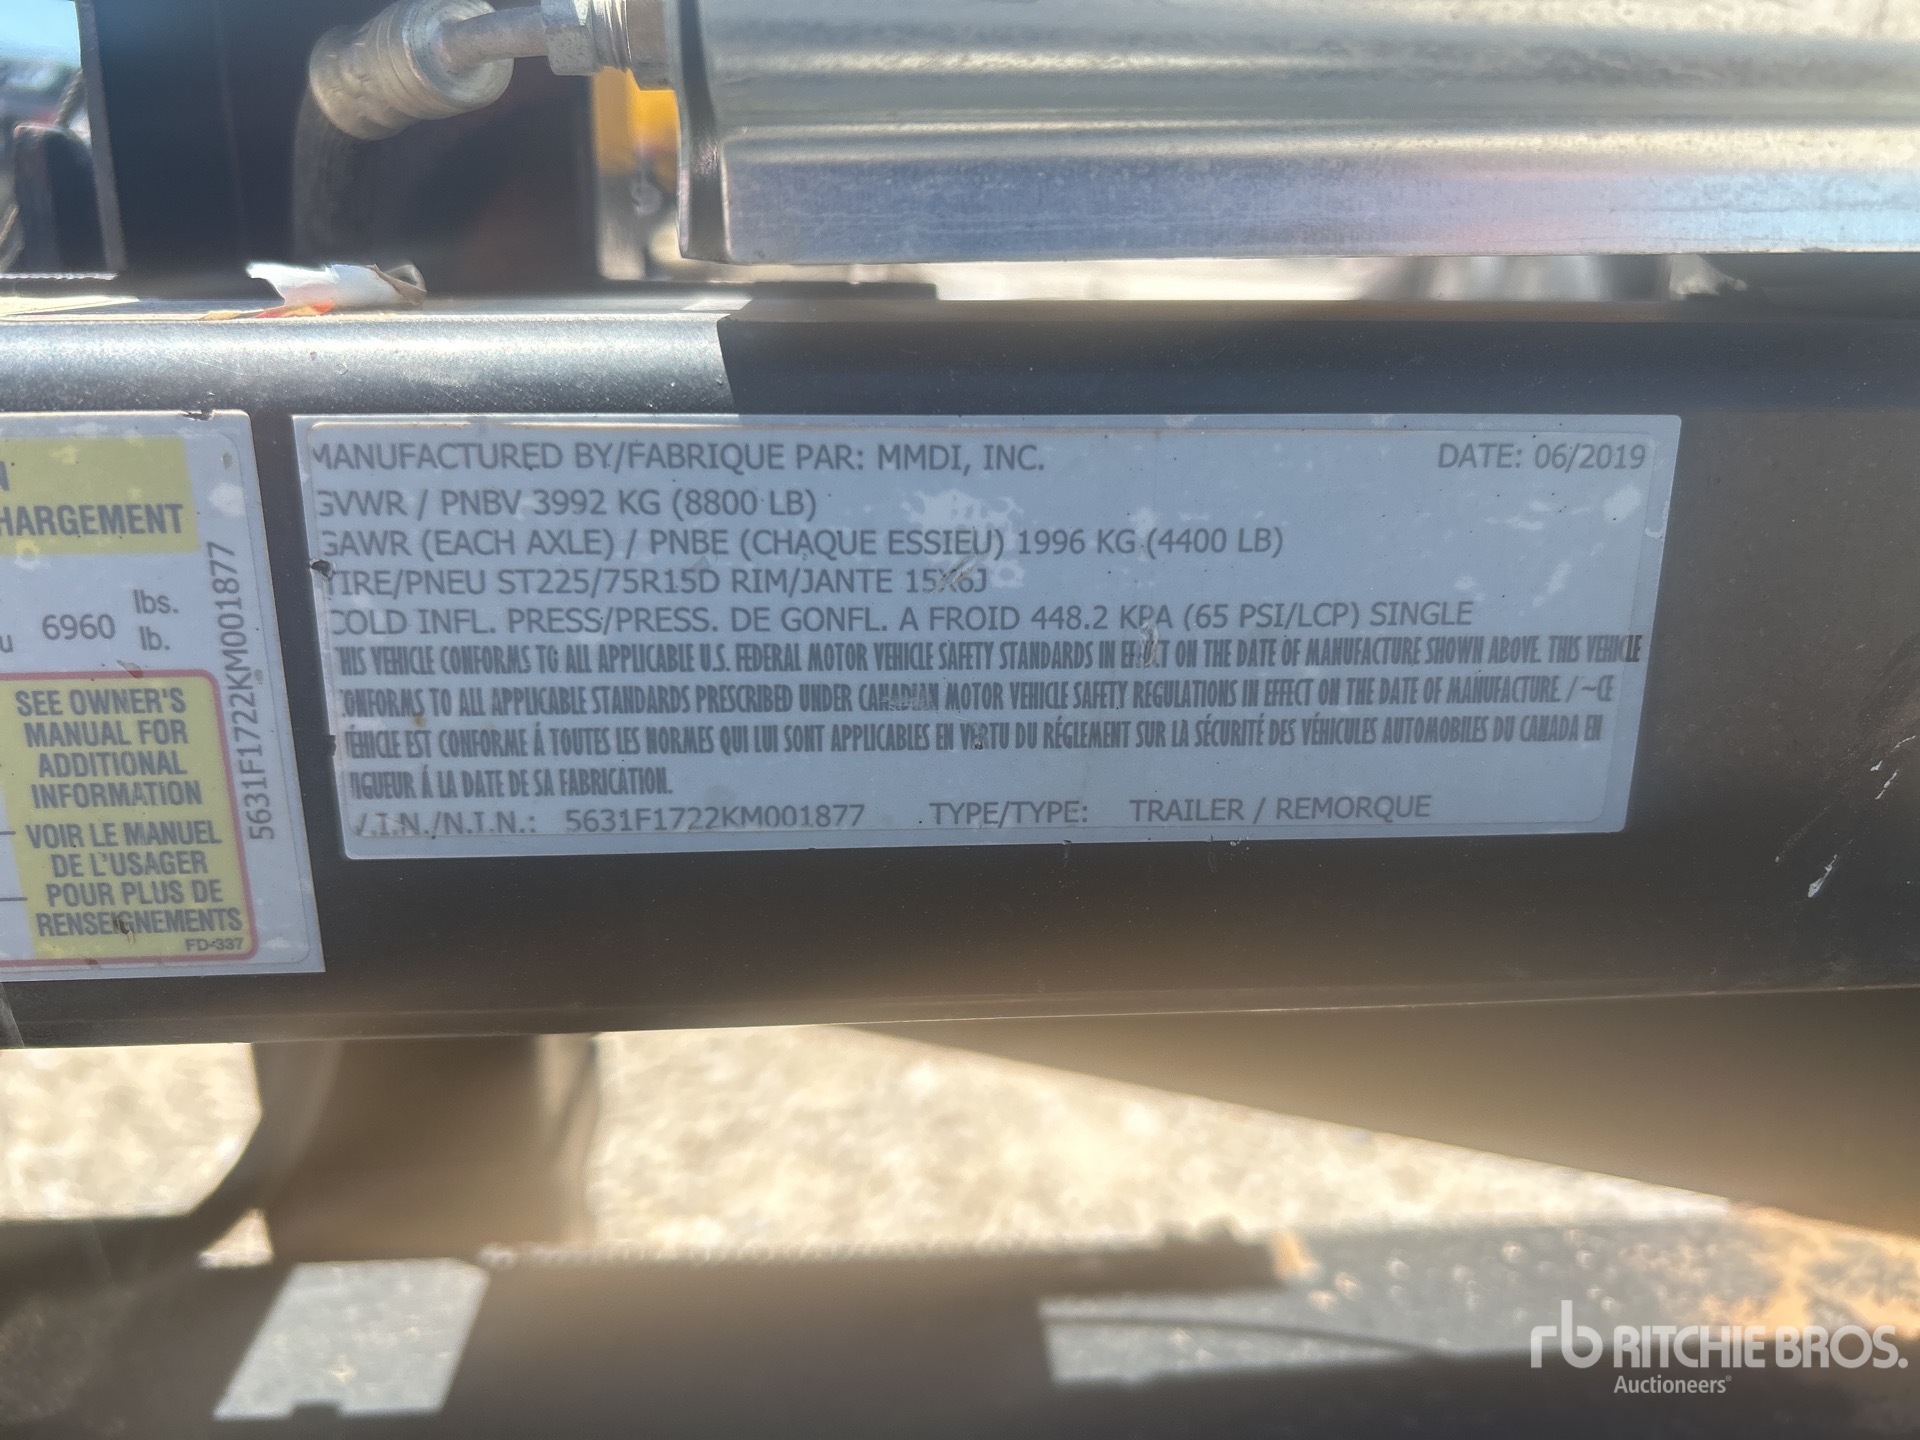 HARGEMENT
6960 lbs.
lb.
SEE OWNER'S
MANUAL FOR
ADDITIONAL
INFORMATION
VOIR LE MANUEL
DE L'USAGER
POUR PLUS DE
RENSEIGNEMENTS
FD-337
5631F1722KM001877
MANUFACTURED BY/FABRIQUE PAR: MMDI, INC. DATE: 06/2019
GVWR / PNBV 3992 KG (8800 LB)
GAWR (EACH AXLE) / PNBE (CHAQUE ESSIEU) 1996 KG (4400 LB)
TIRE/PNEU ST225/75R15D RIM/JANTE 15X6J
COLD INFL. PRESS/PRESS. DE GONFL. A FROID 448.2 KPA (65 PSI/LCP) SINGLE
THIS VEHICLE CONFORMS TO ALL APPLICABLE U.S. FEDERAL MOTOR VEHICLE SAFETY STANDARDS IN EFFECT ON THE DATE OF MANUFACTURE SHOWN ABOVE. THIS VEHICLE
CONFORMS TO ALL APPLICABLE STANDARDS PRESCRIBED UNDER CANADIAN MOTOR VEHICLE SAFETY REGULATIONS IN EFFECT ON THE DATE OF MANUFACTURE. / ~CE
VÉHICLE EST CONFORME Á TOUTES LES NORMES QUI LUI SONT APPLICABLES EN VERTU DU RÉGLEMENT SUR LA SÉCURITÉ DES VÉHICULES AUTOMOBILES DU CANADA EN
VIGUEUR Á LA DATE DE SA FABRICATION.
V.I.N./N.I.N.: 5631F1722KM001877 TYPE/TYPE: TRAILER / REMORQUE
rb RITCHIE BROS.
Auctioneers